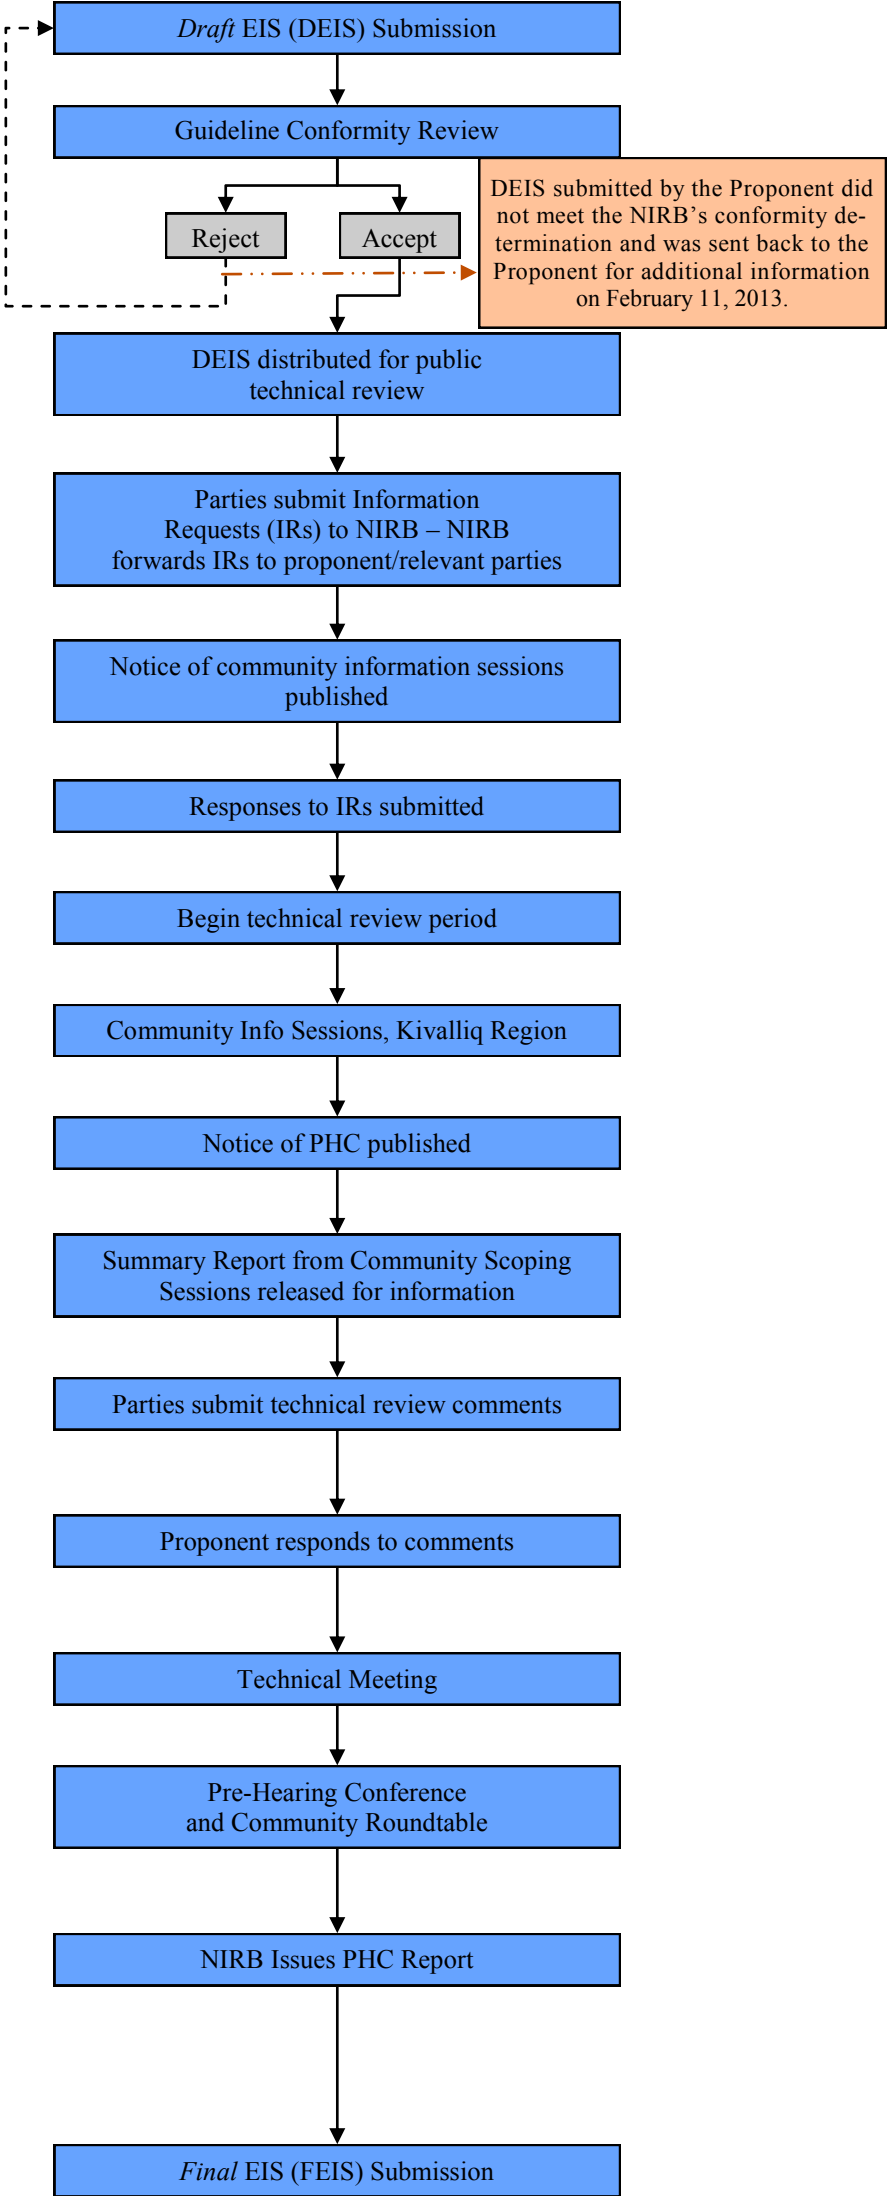 Draft EIS (DEIS) Submission
Guideline Conformity Review
Reject
Accept
DEIS submitted by the Proponent did
not meet the NIRB’s conformity de-
termination and was sent back to the
Proponent for additional information
on February 11, 2013.
DEIS distributed for public
technical review
Parties submit Information
Requests (IRs) to NIRB – NIRB
forwards IRs to proponent/relevant parties
Notice of community information sessions
published
Responses to IRs submitted
Begin technical review period
Community Info Sessions, Kivalliq Region
Notice of PHC published
Summary Report from Community Scoping
Sessions released for information
Parties submit technical review comments
Proponent responds to comments
Technical Meeting
Pre-Hearing Conference
and Community Roundtable
NIRB Issues PHC Report
Final EIS (FEIS) Submission